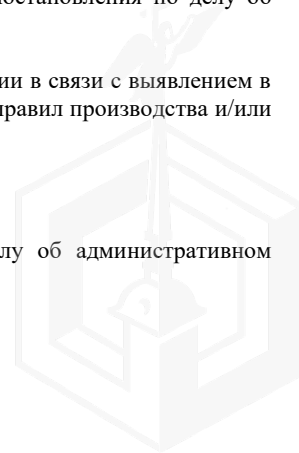 постановления по делу об
ии в связи с выявлением в
правил производства и/или
лу об административном